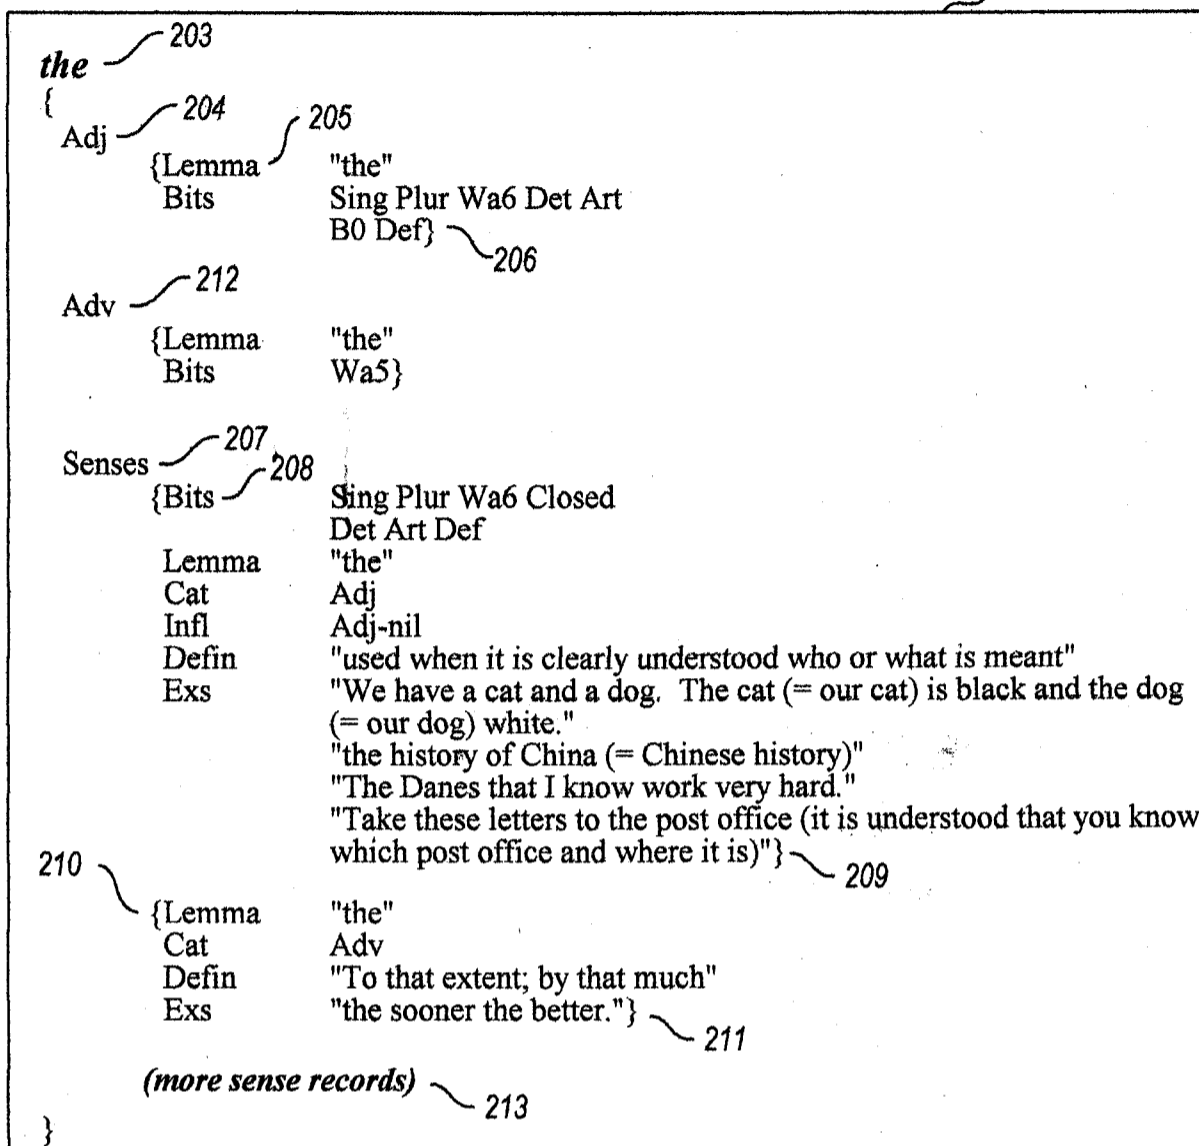 203
the
{
204
Adj
205
{Lemma "the"
Bits Sing Plur Wa6 Det Art
B0 Def}
206
212
Adv
{Lemma "the"
Bits Wa5}
207
Senses
208
{Bits Sing Plur Wa6 Closed
Det Art Def
Lemma "the"
Cat Adj
Infl Adj-nil
Defin "used when it is clearly understood who or what is meant"
Exs "We have a cat and a dog. The cat (= our cat) is black and the dog
(= our dog) white."
"the history of China (= Chinese history)"
"The Danes that I know work very hard."
"Take these letters to the post office (it is understood that you know
which post office and where it is)"}
209
210
{Lemma "the"
Cat Adv
Defin "To that extent; by that much"
Exs "the sooner the better."}
211
(more sense records)
213
}